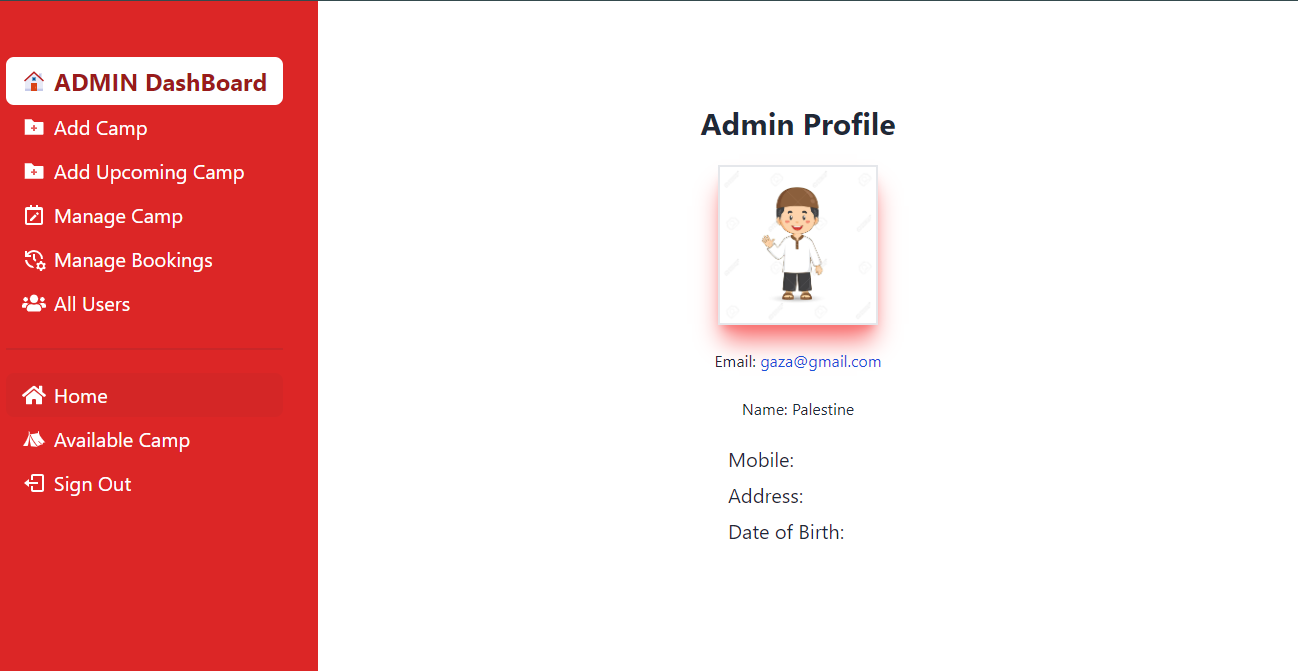 ADMIN DashBoard
Add Camp
Add Upcoming Camp
Manage Camp
Manage Bookings
All Users
Home
Available Camp
Sign Out
Admin Profile
Email: gaza@gmail.com
Name: Palestine
Mobile:
Address:
Date of Birth: